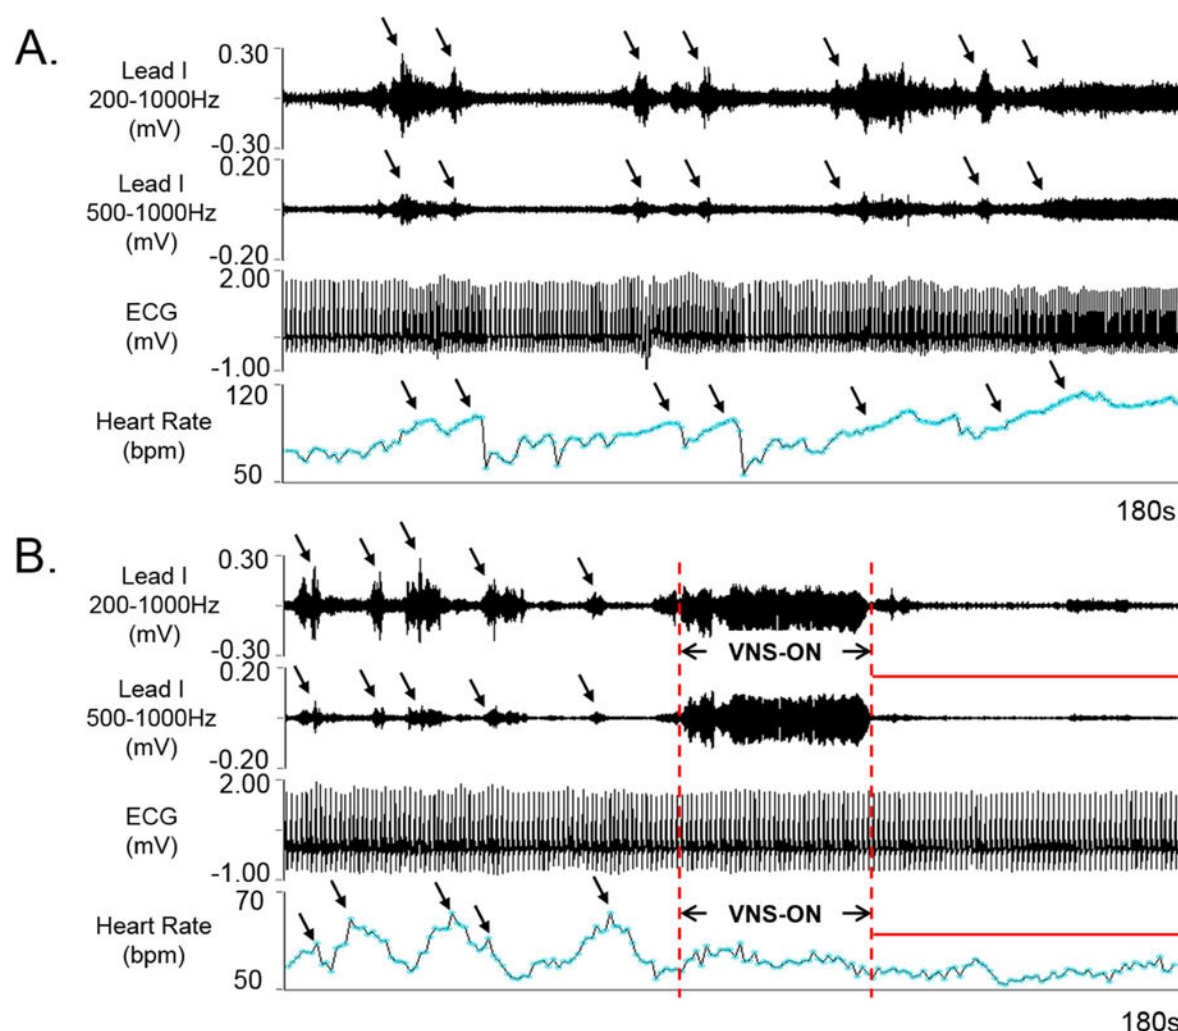 A.
Lead I
200-1000Hz
(mV)
0.30
-0.30
Lead I
500-1000Hz
(mV)
0.20
-0.20
ECG
(mV)
2.00
-1.00
Heart Rate
(bpm)
120
50
180s
B.
Lead I
200-1000Hz
(mV)
0.30
-0.30
VNS-ON
Lead I
500-1000Hz
(mV)
0.20
-0.20
ECG
(mV)
2.00
-1.00
Heart Rate
(bpm)
70
50
VNS-ON
180s